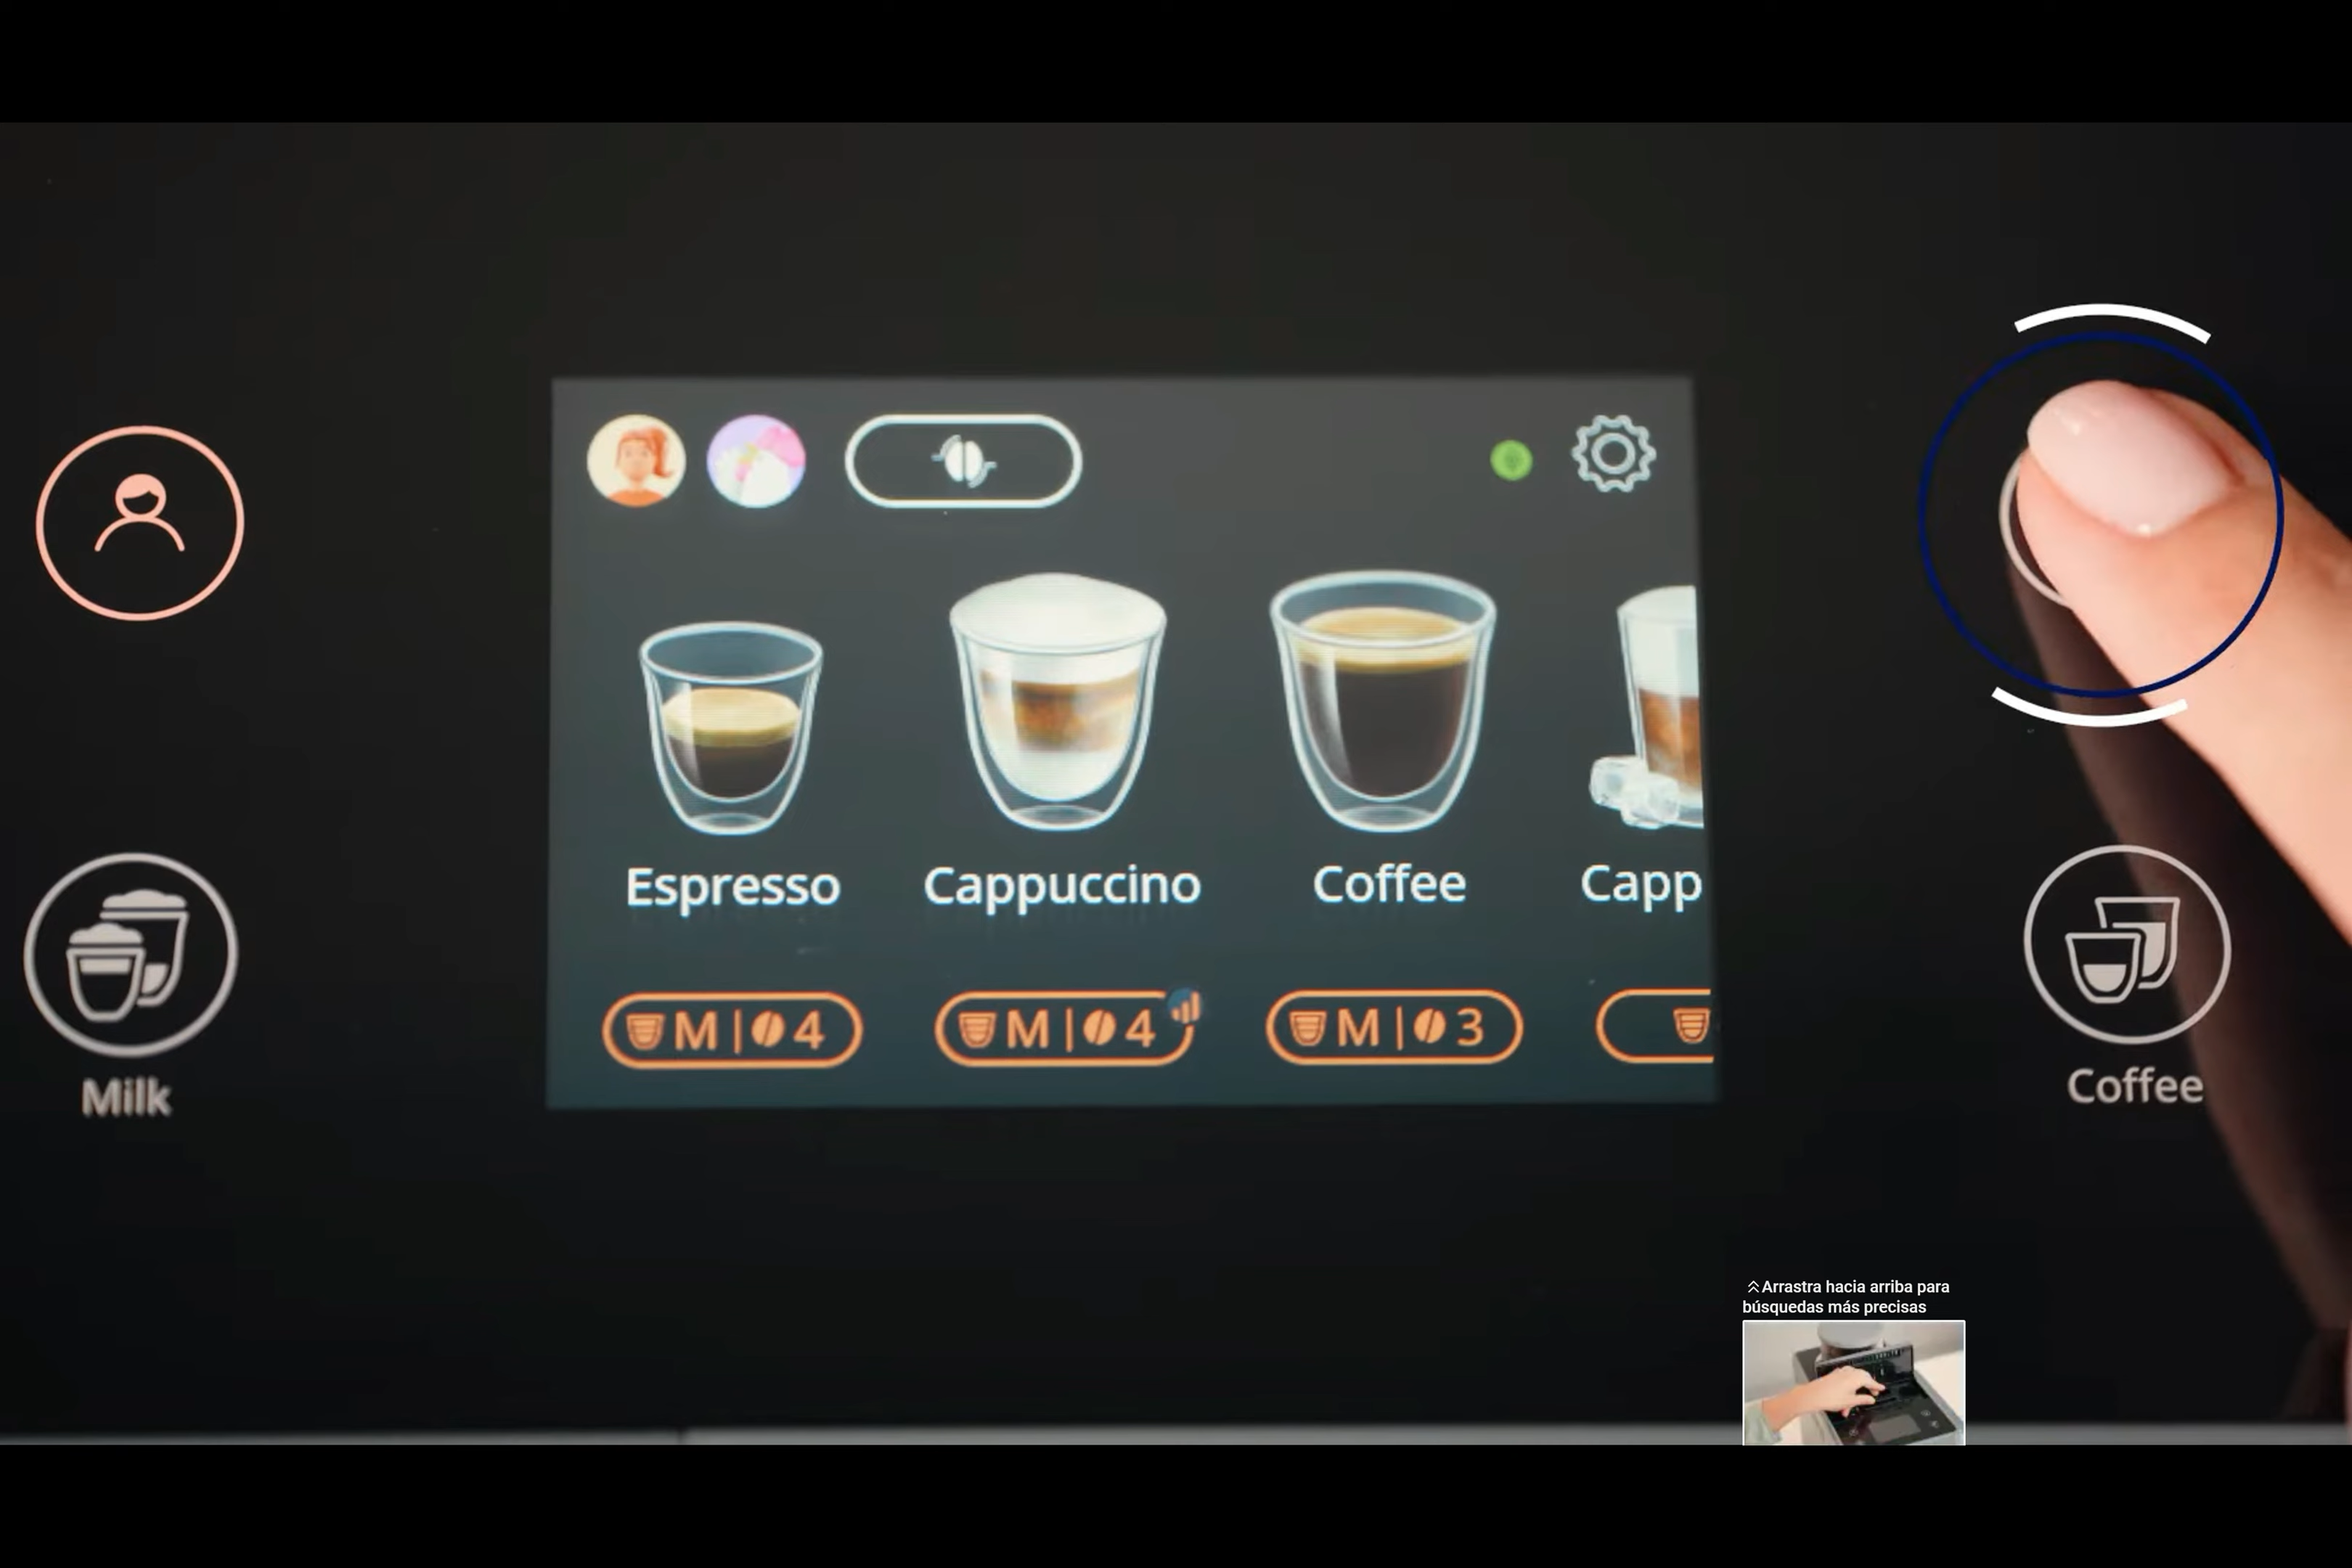 Espresso
Cappuccino
Coffee
Capp
M | 4
M | 4
M | 3
Milk
Coffee
Arrastra hacia arriba para
búsquedas más precisas